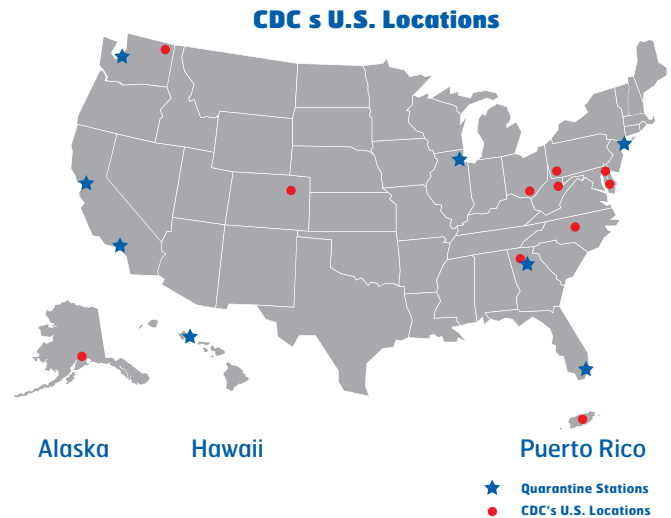 CDC s U.S. Locations
Alaska
Hawaii
Puerto Rico
Quarantine Stations
CDC's U.S. Locations